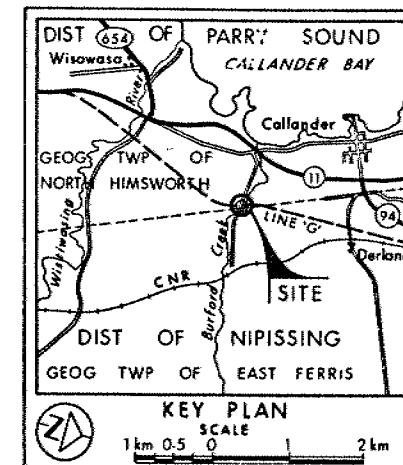 DIST OF PARRY SOUND
654
Wisawasa
CALLANDER BAY
River
Callander
GEOG TWP OF
NORTH HIMSWORTH
11
94
LINE 'G'
Wistiwasing
Creek
Derland
CNR
SITE
Burford
DIST OF NIPISSING
GEOG TWP OF EAST FERRIS
KEY PLAN
SCALE
1 km 0·5 0 1 2 km